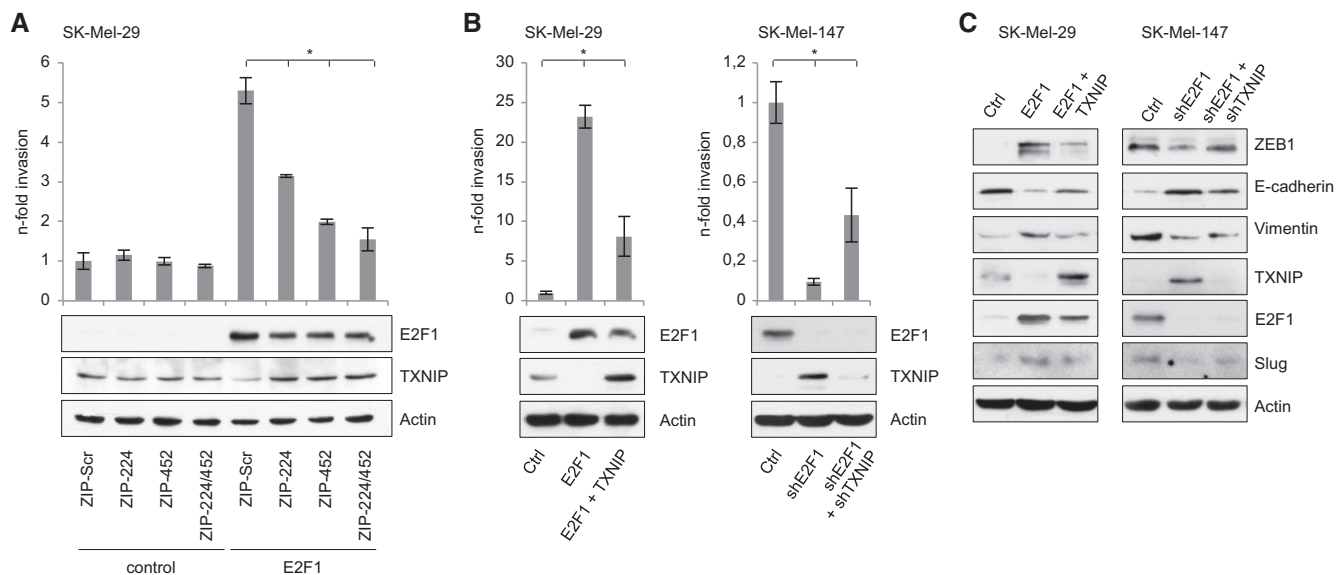 A
SK-Mel-29
n-fold invasion
6
5
4
3
2
1
0
*
E2F1
TXNIP
Actin
ZIP-Scr
ZIP-224
ZIP-452
ZIP-224/452
ZIP-Scr
ZIP-224
ZIP-452
ZIP-224/452
control
E2F1
B
SK-Mel-29
n-fold invasion
30
25
20
15
10
5
0
*
E2F1
TXNIP
Actin
Ctrl
E2F1
E2F1 + TXNIP
SK-Mel-147
n-fold invasion
1,2
1
0,8
0,6
0,4
0,2
0
*
E2F1
TXNIP
Actin
Ctrl
shE2F1
shE2F1
+ shTXNIP
C
SK-Mel-29
SK-Mel-147
Ctrl
E2F1
E2F1 +
TXNIP
Ctrl
shE2F1
shE2F1 +
shTXNIP
ZEB1
E-cadherin
Vimentin
TXNIP
E2F1
Slug
Actin